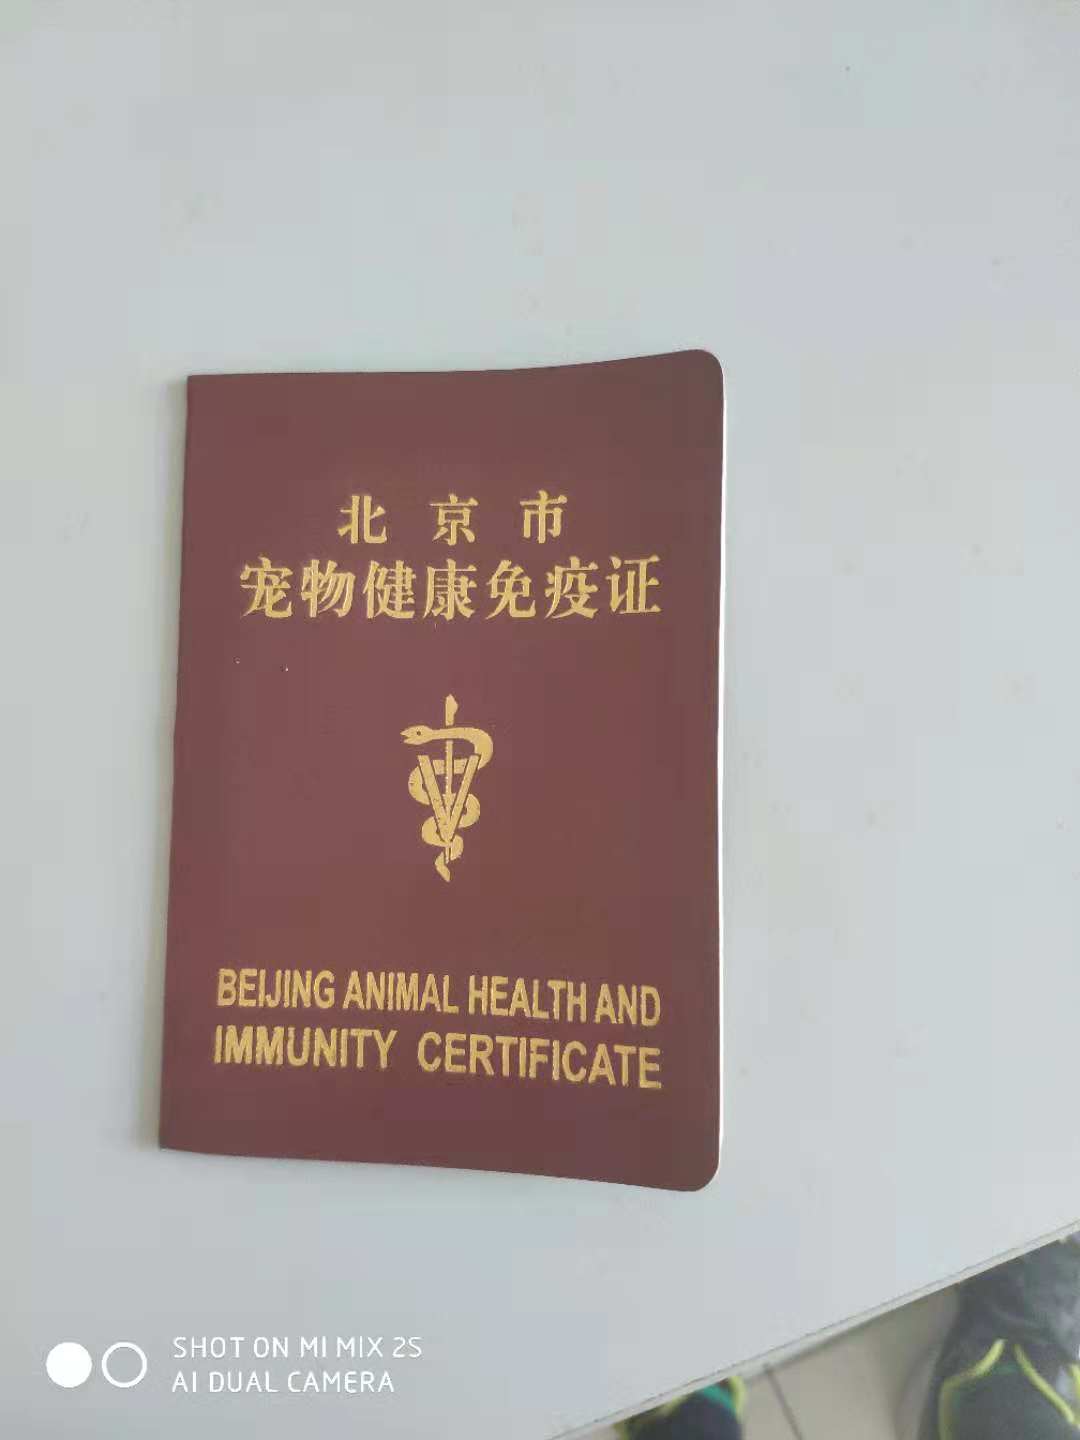 北京市
宠物健康免疫证
BEIJING ANIMAL HEALTH AND
IMMUNITY CERTIFICATE
SHOT ON MI MIX 2S
AI DUAL CAMERA